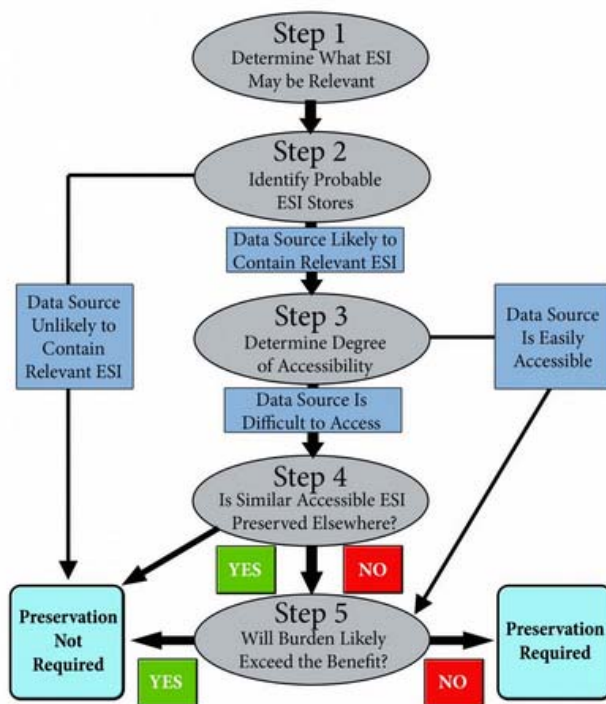 Step 1
Determine What ESI
May be Relevant
Step 2
Identify Probable
ESI Stores
Data Source Likely to
Contain Relevant ESI
Data Source
Unlikely to
Contain
Relevant ESI
Step 3
Determine Degree
of Accessibility
Data Source
Is Easily
Accessible
Data Source Is
Difficult to Access
Step 4
Is Similar Accessible ESI
Preserved Elsewhere?
YES
NO
Step 5
Will Burden Likely
Exceed the Benefit?
Preservation
Not
Required
Preservation
Required
YES
NO